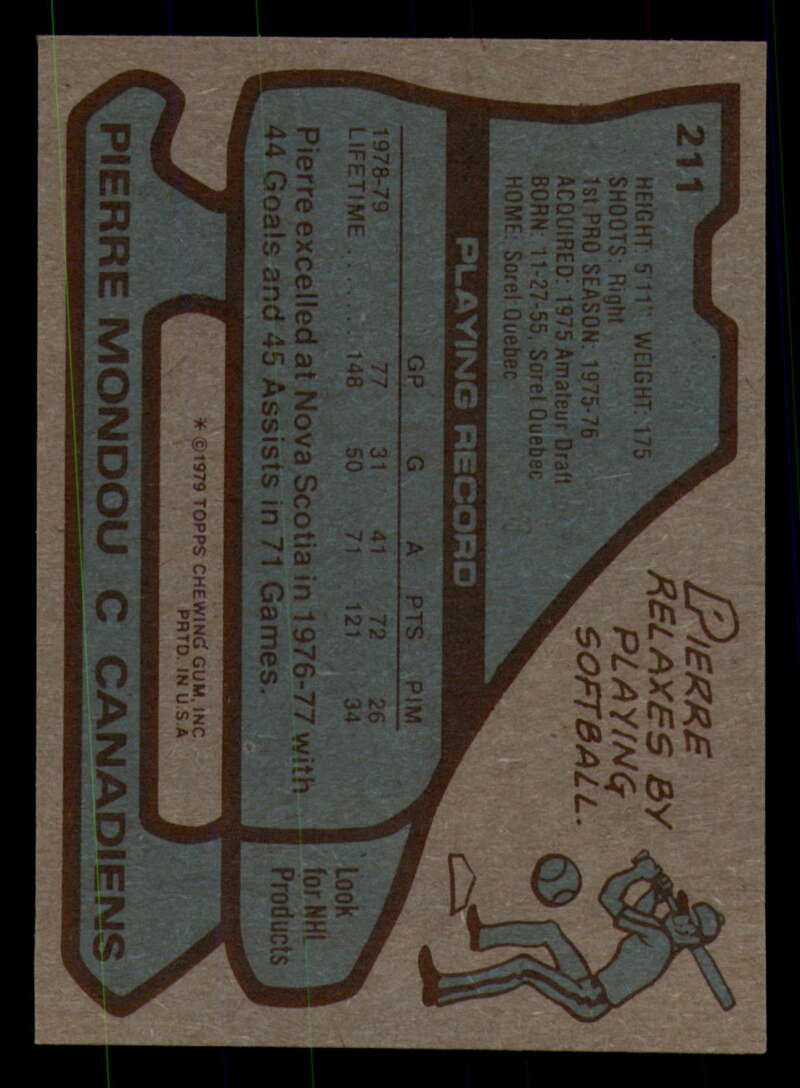 211
HEIGHT: 5'11" WEIGHT: 175
SHOOTS: Right
1st PRO SEASON: 1975-76
ACQUIRED: 1975 Amateur Draft
BORN: 11-27-55, Sorel Quebec
HOME: Sorel Quebec
PIERRE
RELAXES BY
PLAYING
SOFTBALL.
PLAYING RECORD
GP G A PTS PIM
1978-79 77 31 41 72 26
LIFETIME ...... 148 50 71 121 34
Pierre excelled at Nova Scotia in 1976-77 with
44 Goals and 45 Assists in 71 Games.
Look
for NHL
Products
* ©1979 TOPPS CHEWING GUM, INC
PRTD. IN U.S.A
PIERRE MONDOU C CANADIENS